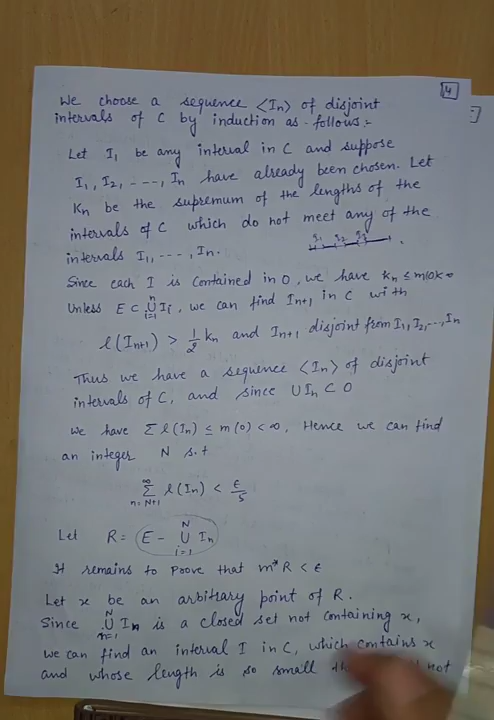 4
We choose a sequence <In> of disjoint
intervals of C by induction as follows:-
Let I1 be any interval in C and suppose
I1, I2, ---, In have already been chosen. Let
Kn be the supremum of the lengths of the
intervals of C which do not meet any of the
intervals I1, ---, In.
Since each I is contained in O, we have kn ≤ m(O) < ∞
Unless E ⊂ ⋃_{i=1}^{n} Ii, we can find In+1 in C with
l(In+1) > 1/2 kn and In+1 disjoint from I1, I2, --, In
Thus we have a sequence <In> of disjoint
intervals of C, and since UIn ⊂ O
We have Σ l(In) ≤ m(O) < ∞, Hence we can find
an integer N s.t
Σ_{n=N+1}^{∞} l(In) < ε/5
Let R = E - ⋃_{i=1}^{N} In
It remains to prove that m*R < ε
Let x be an arbitrary point of R.
Since ⋃_{n=1}^{N} In is a closed set not containing x,
we can find an interval I in C, which contains x
and whose length is so small not